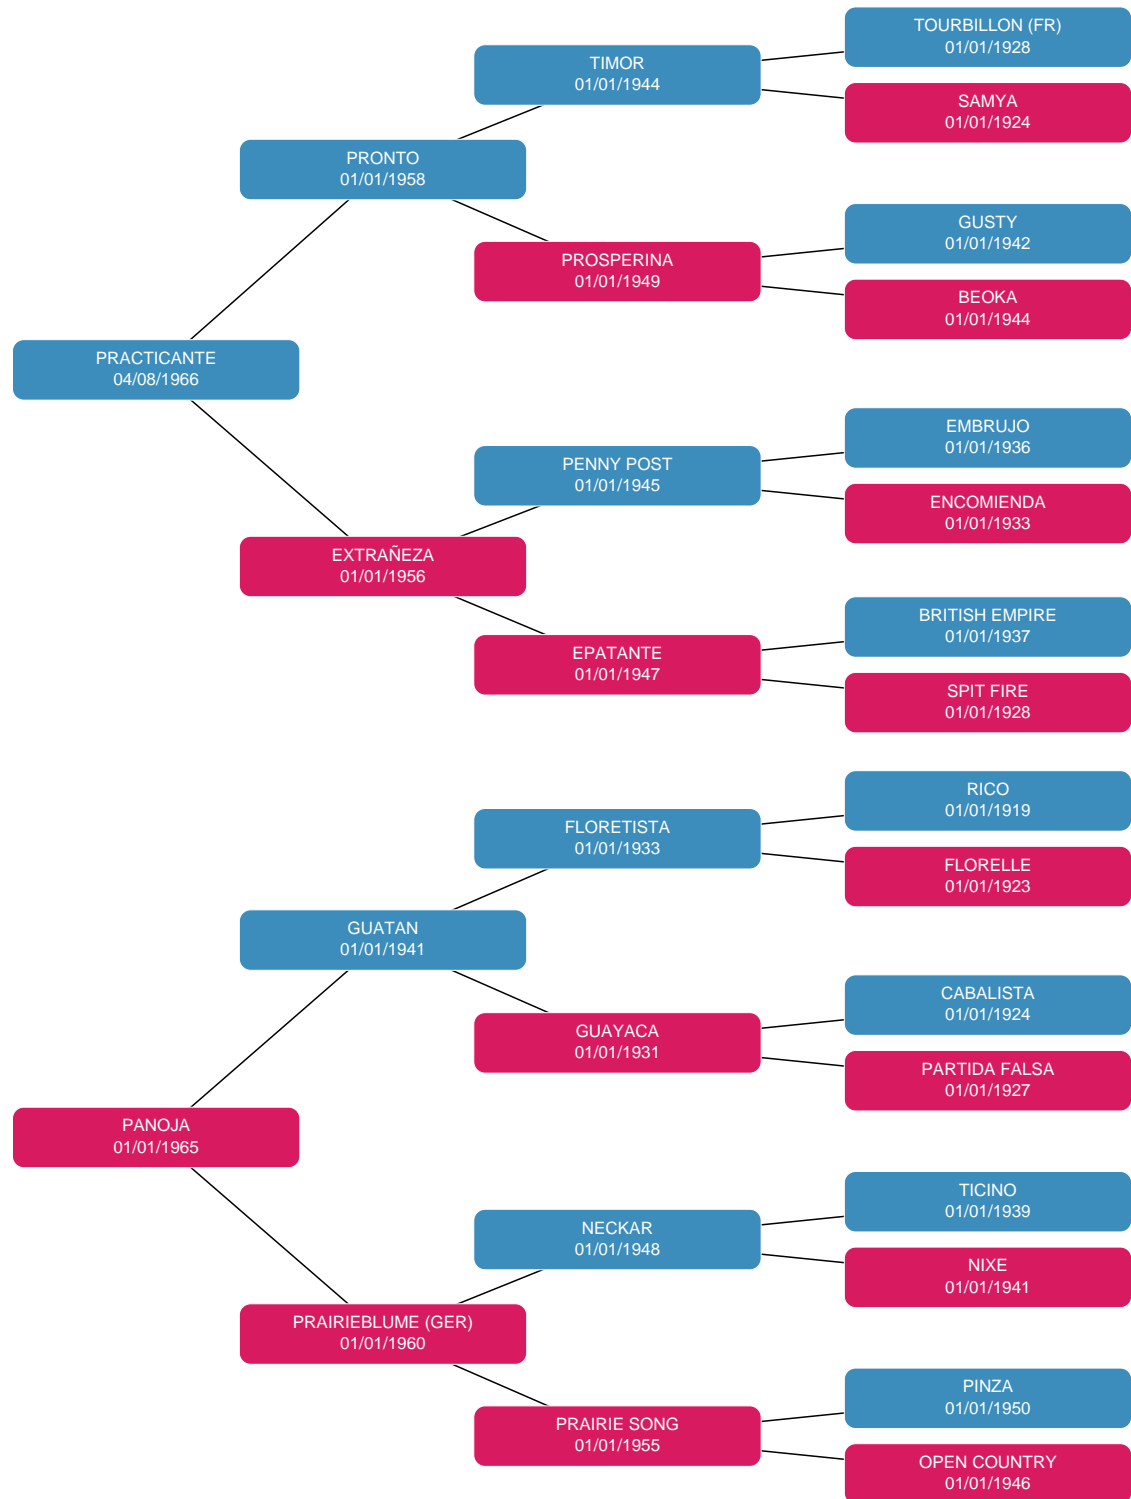 TOURBILLON (FR)
01/01/1928
TIMOR
01/01/1944
SAMYA
01/01/1924
PRONTO
01/01/1958
GUSTY
01/01/1942
PROSPERINA
01/01/1949
BEOKA
01/01/1944
PRACTICANTE
04/08/1966
EMBRUJO
01/01/1936
PENNY POST
01/01/1945
ENCOMIENDA
01/01/1933
EXTRAÑEZA
01/01/1956
BRITISH EMPIRE
01/01/1937
EPATANTE
01/01/1947
SPIT FIRE
01/01/1928
RICO
01/01/1919
FLORETISTA
01/01/1933
FLORELLE
01/01/1923
GUATAN
01/01/1941
CABALISTA
01/01/1924
GUAYACA
01/01/1931
PARTIDA FALSA
01/01/1927
PANOJA
01/01/1965
TICINO
01/01/1939
NECKAR
01/01/1948
NIXE
01/01/1941
PRAIRIEBLUME (GER)
01/01/1960
PINZA
01/01/1950
PRAIRIE SONG
01/01/1955
OPEN COUNTRY
01/01/1946